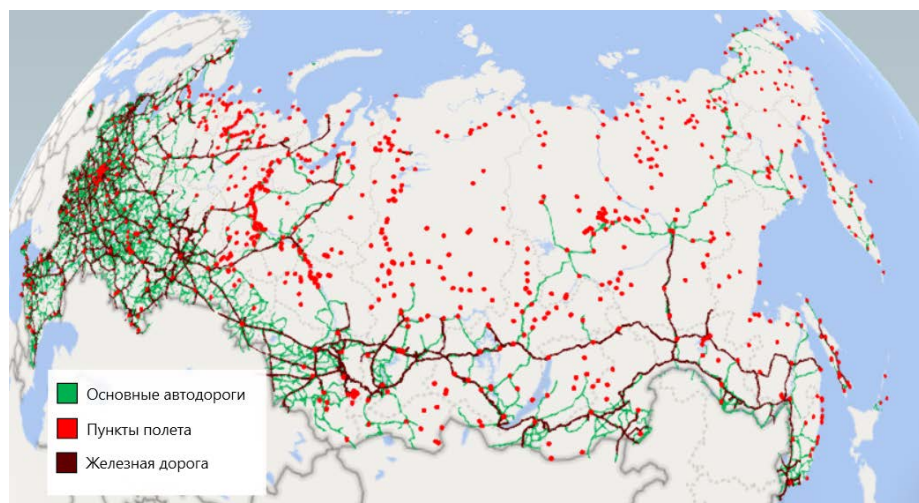 Основные автодороги
Пункты полета
Железная дорога